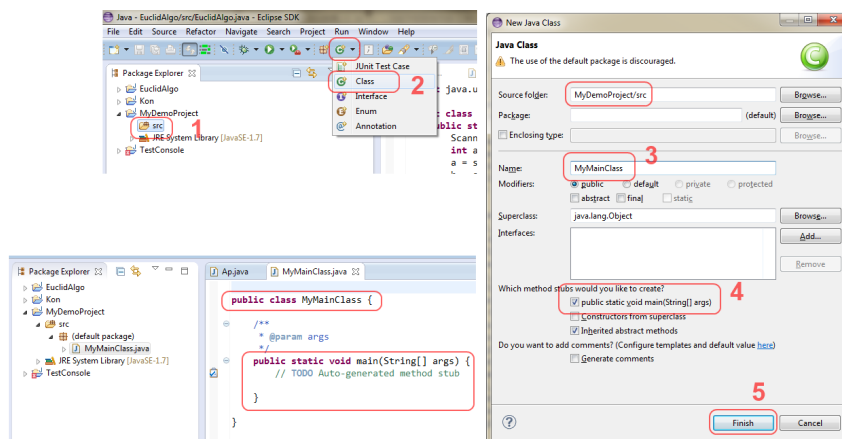 Java - EuclidAlgo/src/EuclidAlgo.java - Eclipse SDK
File Edit Source Refactor Navigate Search Project Run Window Help
Package Explorer
EuclidAlgo
Kon
MyDemoProject
src
1
JRE System Library [JavaSE-1.7]
TestConsole
JUnit Test Case
Class
2
Interface
Enum
Annotation
java.u
class
ublic st
Scann
int a
a = s
New Java Class
Java Class
The use of the default package is discouraged.
Source folder:
MyDemoProject/src
Browse...
Package:
(default)
Browse...
Enclosing type:
Browse...
3
Name:
MyMainClass
Modifiers:
public default private protected
abstract final static
Superclass:
java.lang.Object
Browse...
Interfaces:
Add...
Remove
Which method stubs would you like to create?
4
public static void main(String[] args)
Constructors from superclass
Inherited abstract methods
Do you want to add comments? (Configure templates and default value here)
Generate comments
5
Finish
Cancel
Package Explorer
EuclidAlgo
Kon
MyDemoProject
src
(default package)
MyMainClass.java
JRE System Library [JavaSE-1.7]
TestConsole
Ap.java
MyMainClass.java
public class MyMainClass {
/**
* @param args
*/
public static void main(String[] args) {
// TODO Auto-generated method stub
}
}